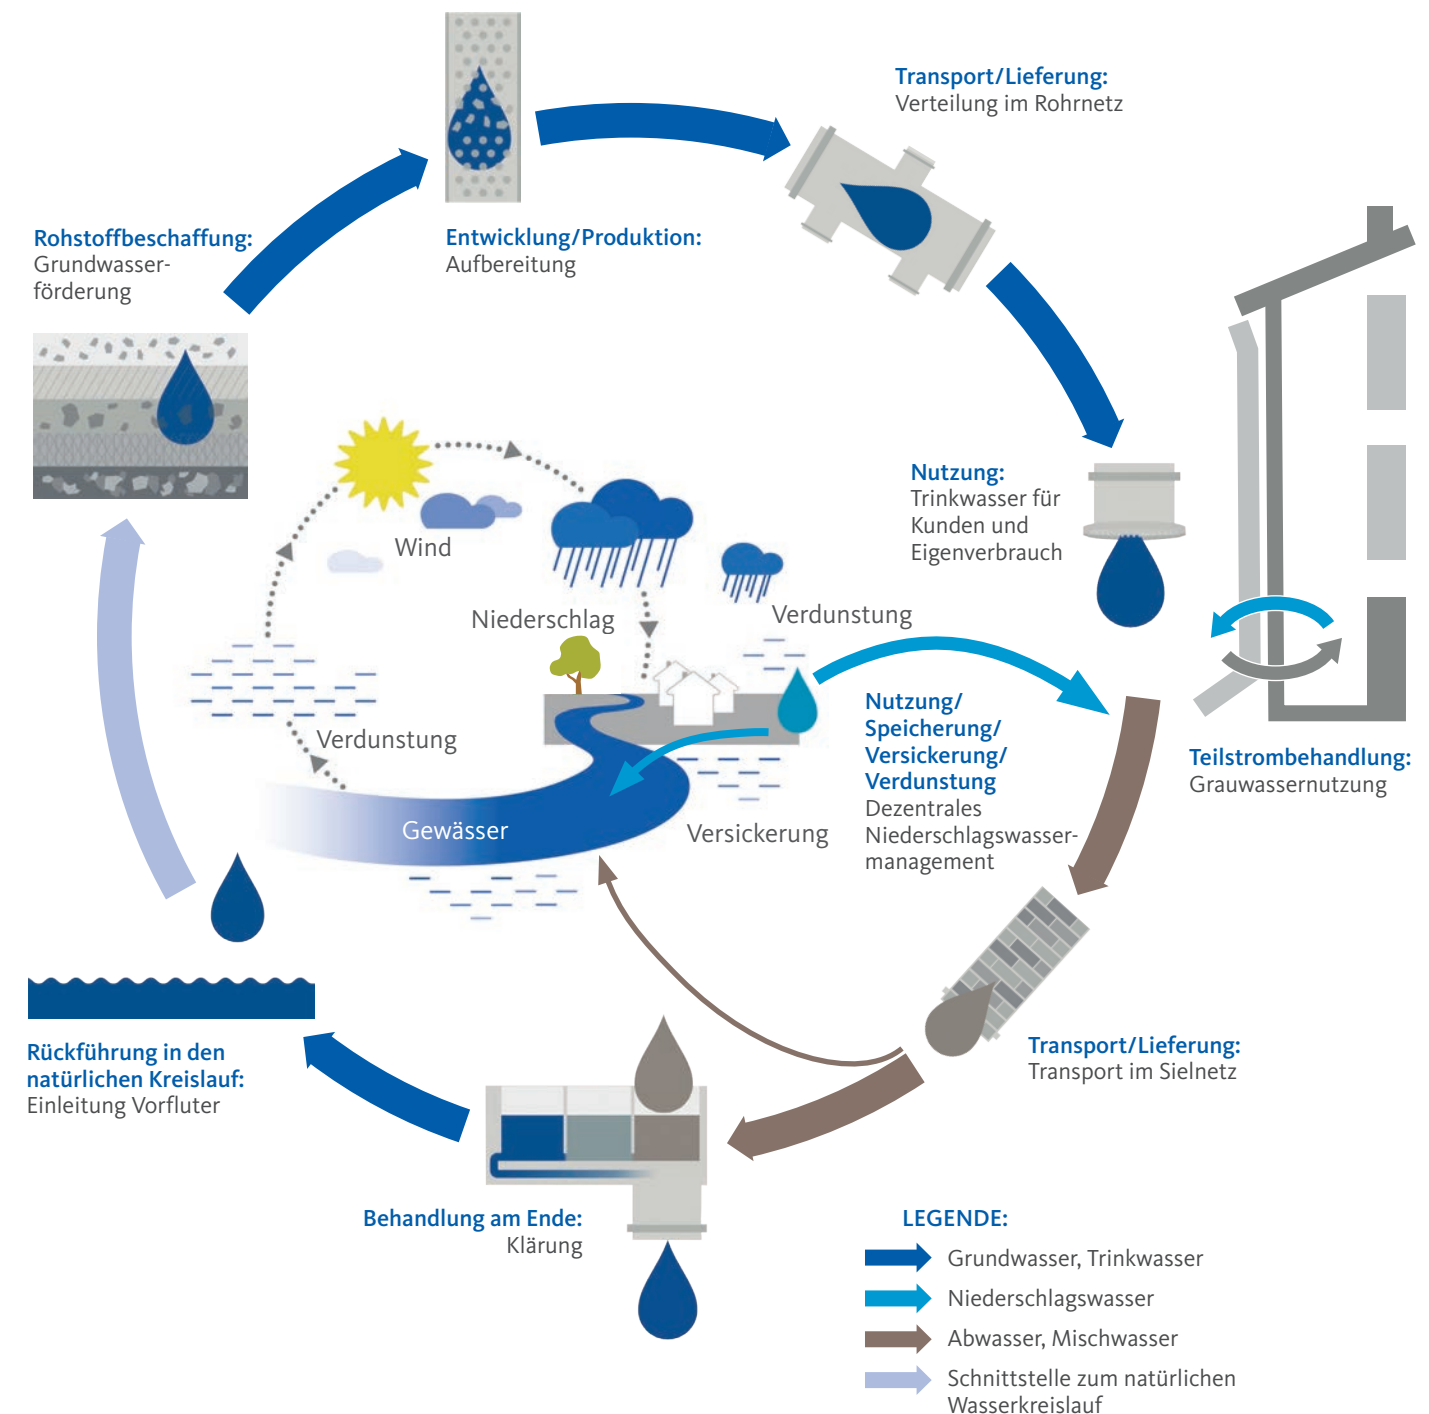 Transport/Lieferung:
Verteilung im Rohrnetz
Rohstoffbeschaffung:
Grundwasser-
förderung
Entwicklung/Produktion:
Aufbereitung
Nutzung:
Trinkwasser für
Kunden und
Eigenverbrauch
Wind
Niederschlag
Verdunstung
Verdunstung
Gewässer
Versickerung
Nutzung/
Speicherung/
Versickerung/
Verdunstung
Dezentrales
Niederschlagswasser-
management
Teilstrombehandlung:
Grauwassernutzung
Transport/Lieferung:
Transport im Sielnetz
Rückführung in den
natürlichen Kreislauf:
Einleitung Vorfluter
Behandlung am Ende:
Klärung
LEGENDE:
Grundwasser, Trinkwasser
Niederschlagswasser
Abwasser, Mischwasser
Schnittstelle zum natürlichen
Wasserkreislauf